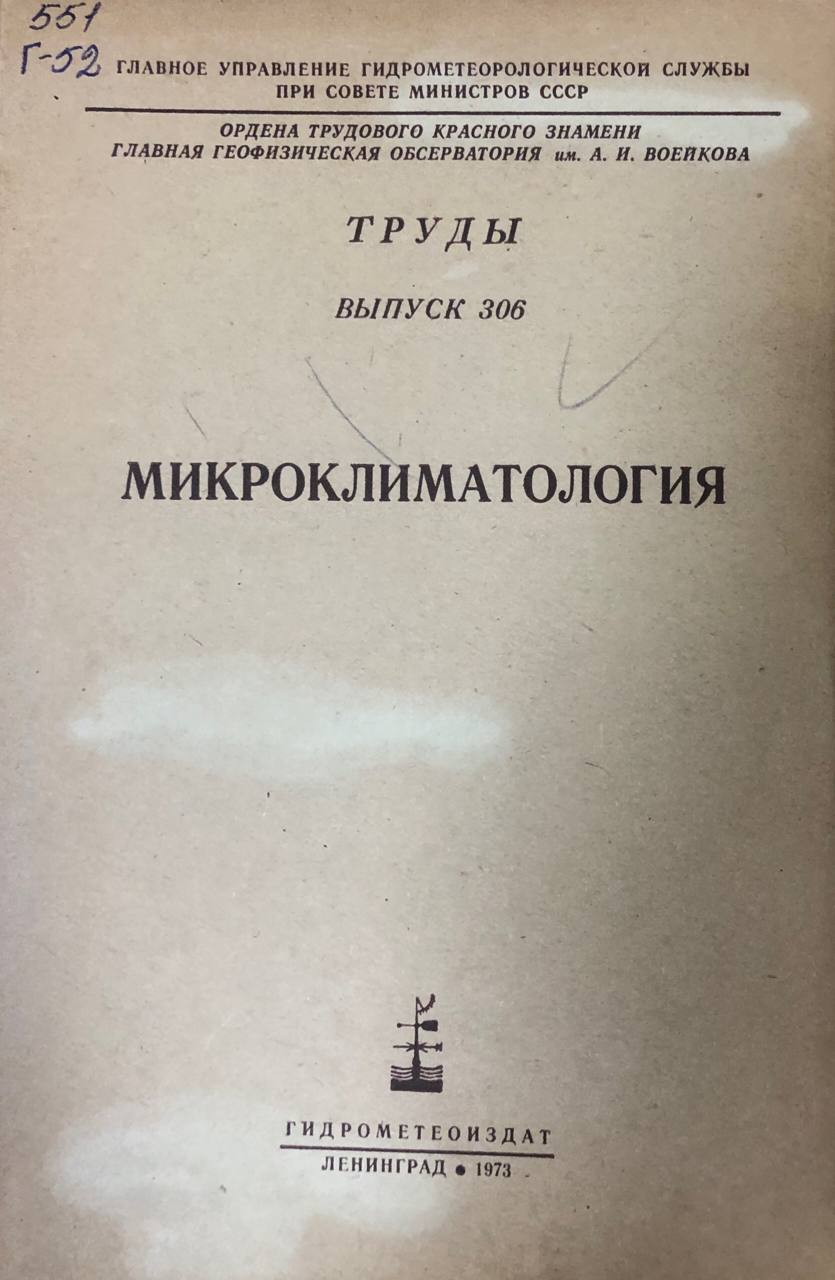 551
Г-52
ГЛАВНОЕ УПРАВЛЕНИЕ ГИДРОМЕТЕОРОЛОГИЧЕСКОЙ СЛУЖБЫ
ПРИ СОВЕТЕ МИНИСТРОВ СССР
ОРДЕНА ТРУДОВОГО КРАСНОГО ЗНАМЕНИ
ГЛАВНАЯ ГЕОФИЗИЧЕСКАЯ ОБСЕРВАТОРИЯ им. А. И. ВОЕЙКОВА
ТРУДЫ
ВЫПУСК 306
МИКРОКЛИМАТОЛОГИЯ
ГИДРОМЕТЕОИЗДАТ
ЛЕНИНГРАД • 1973